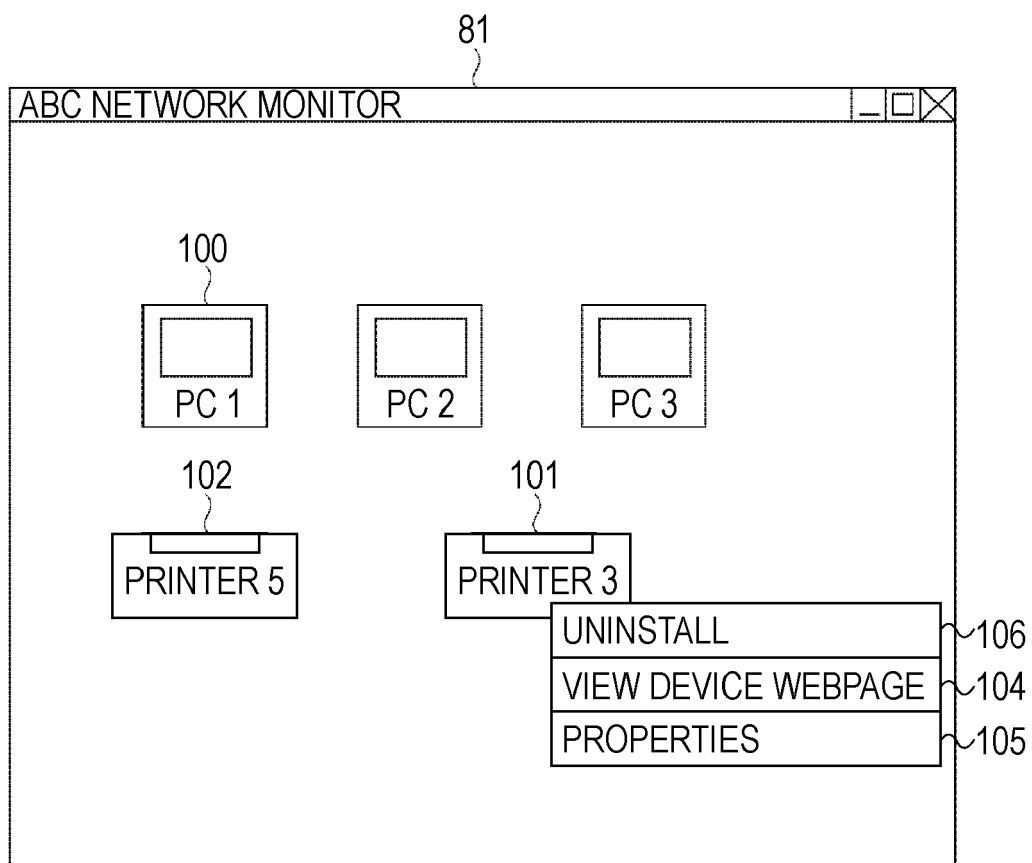 81
ABC NETWORK MONITOR
100
PC 1
PC 2
PC 3
102
101
PRINTER 5
PRINTER 3
UNINSTALL
106
VIEW DEVICE WEBPAGE
104
PROPERTIES
105